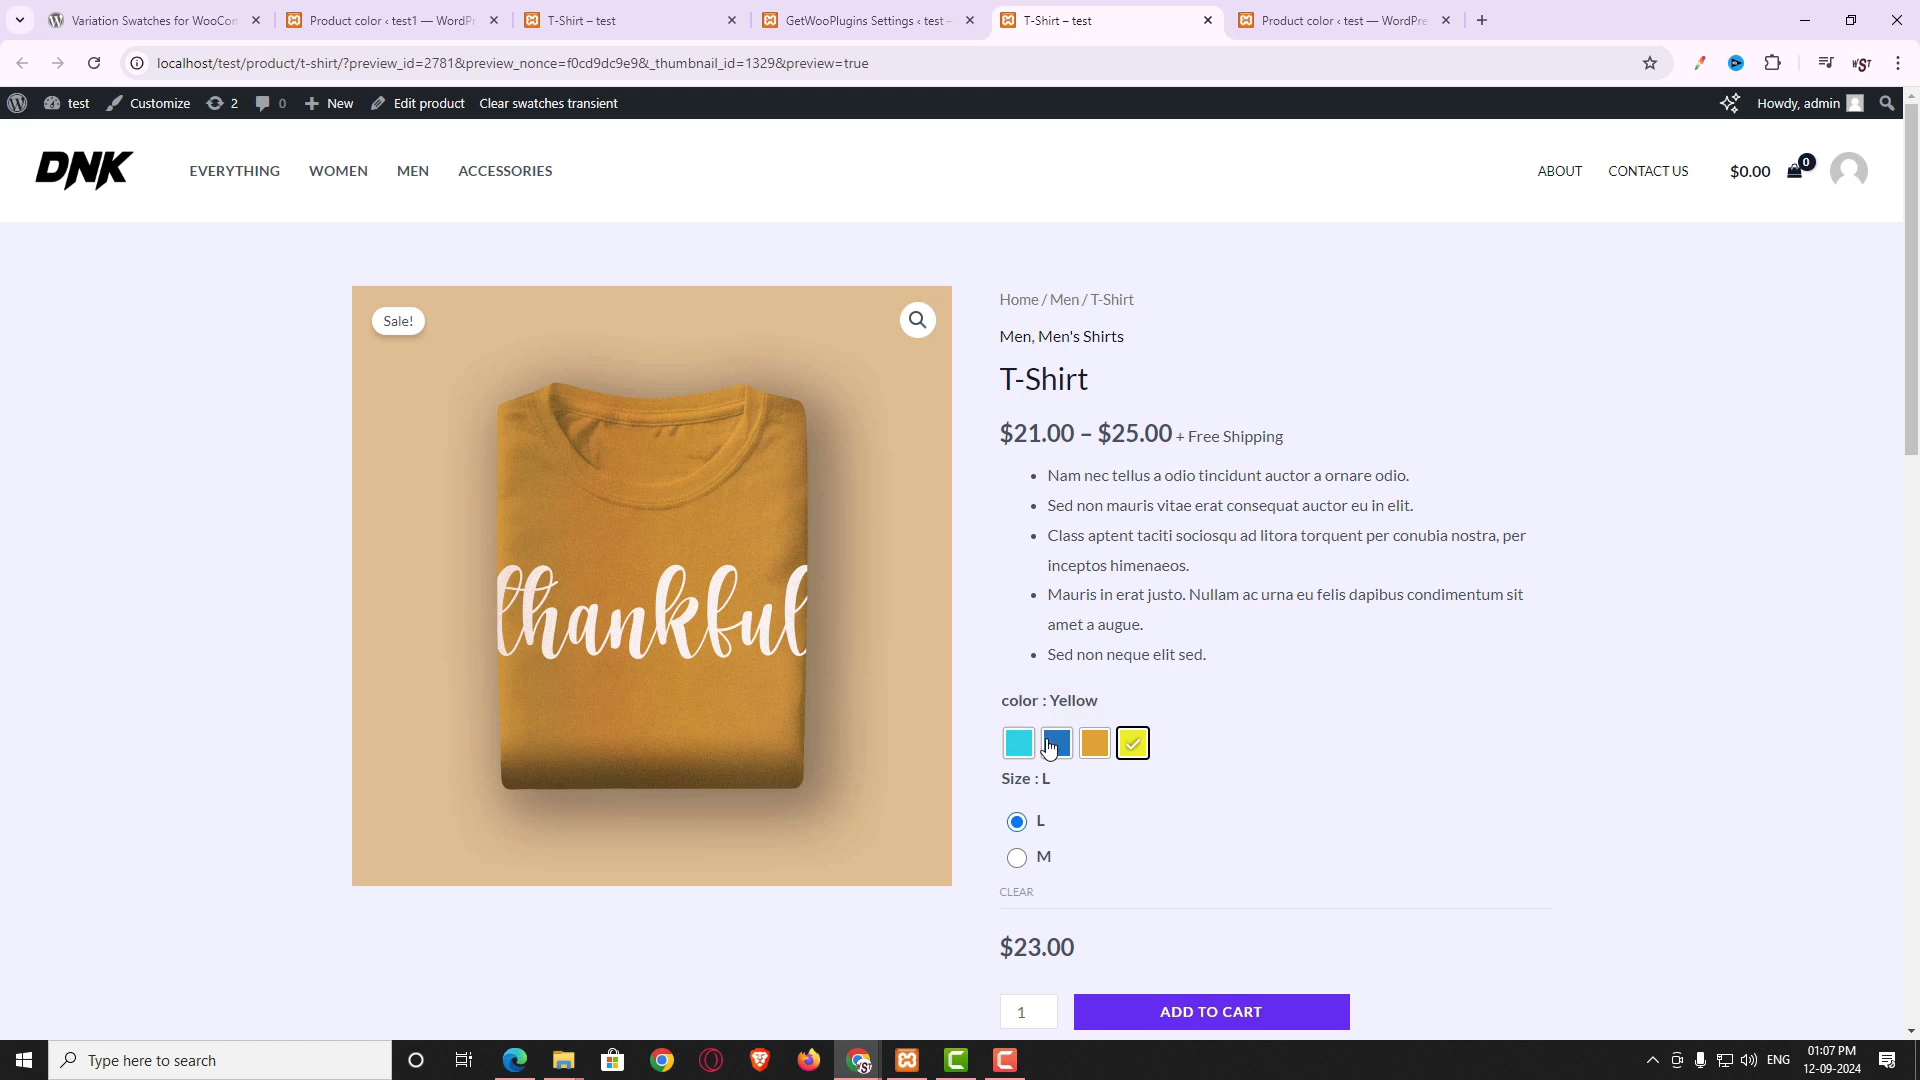 Variation Swatches for WooCon
Product color ‹ test1 — WordPr
T-Shirt – test
GetWooPlugins Settings ‹ test –
T-Shirt – test
Product color ‹ test — WordPre
localhost/test/product/t-shirt/?preview_id=2781&preview_nonce=f0cd9dc9e9&_thumbnail_id=1329&preview=true
test
Customize
2
0
New
Edit product
Clear swatches transient
Howdy, admin
DNK
EVERYTHING
WOMEN
MEN
ACCESSORIES
ABOUT
CONTACT US
$0.00
0
Sale!
thankful
Home / Men / T-Shirt
Men, Men's Shirts
T-Shirt
$21.00 – $25.00 + Free Shipping
• Nam nec tellus a odio tincidunt auctor a ornare odio.
• Sed non mauris vitae erat consequat auctor eu in elit.
• Class aptent taciti sociosqu ad litora torquent per conubia nostra, per
inceptos himenaeos.
• Mauris in erat justo. Nullam ac urna eu felis dapibus condimentum sit
amet a augue.
• Sed non neque elit sed.
color : Yellow
Size : L
L
M
CLEAR
$23.00
1
ADD TO CART
Type here to search
ENG
01:07 PM
12-09-2024